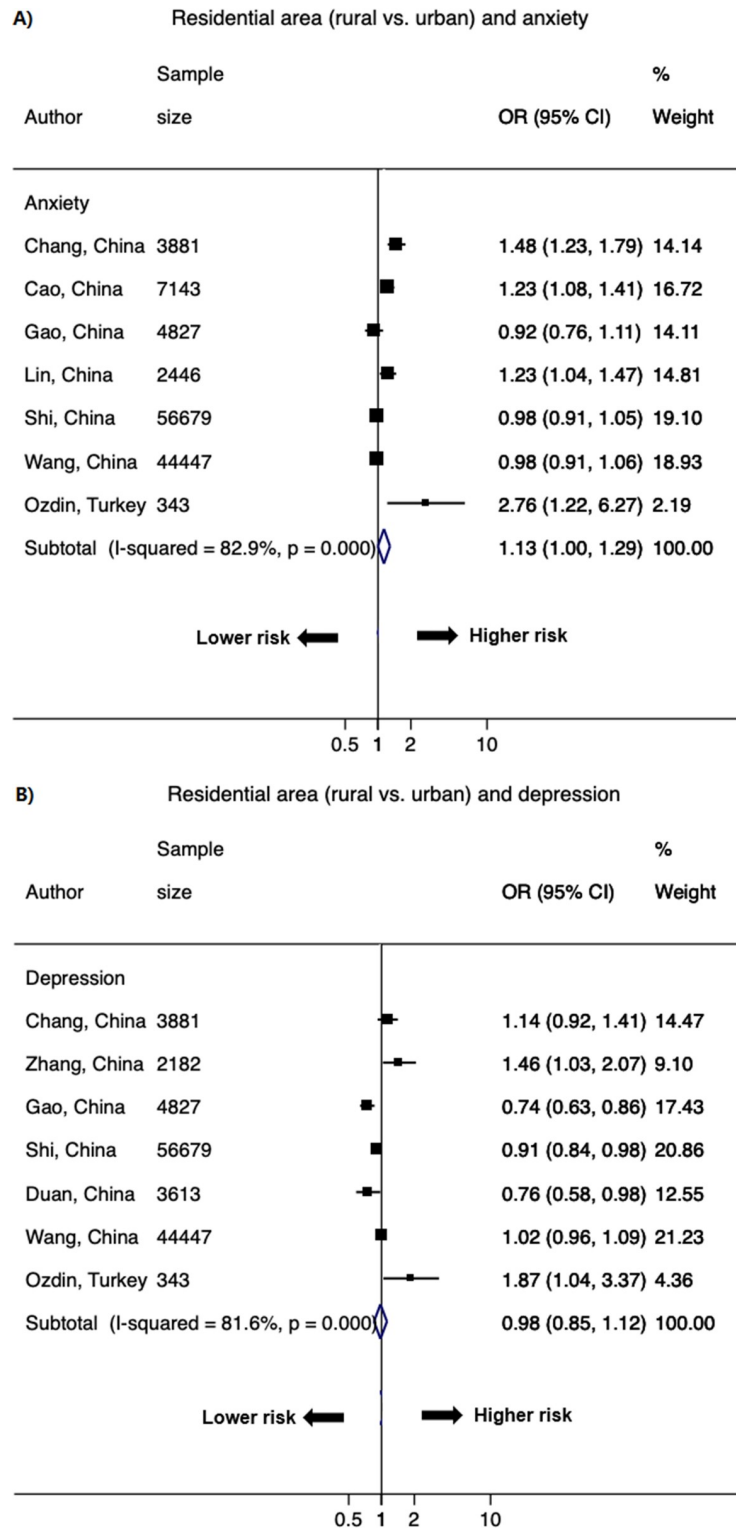 A) Residential area (rural vs. urban) and anxiety
Sample %
Author size OR (95% CI) Weight
Anxiety
Chang, China 3881 1.48 (1.23, 1.79) 14.14
Cao, China 7143 1.23 (1.08, 1.41) 16.72
Gao, China 4827 0.92 (0.76, 1.11) 14.11
Lin, China 2446 1.23 (1.04, 1.47) 14.81
Shi, China 56679 0.98 (0.91, 1.05) 19.10
Wang, China 44447 0.98 (0.91, 1.06) 18.93
Ozdin, Turkey 343 2.76 (1.22, 6.27) 2.19
Subtotal (I-squared = 82.9%, p = 0.000) 1.13 (1.00, 1.29) 100.00
Lower risk Higher risk
0.5 1 2 10
B) Residential area (rural vs. urban) and depression
Sample %
Author size OR (95% CI) Weight
Depression
Chang, China 3881 1.14 (0.92, 1.41) 14.47
Zhang, China 2182 1.46 (1.03, 2.07) 9.10
Gao, China 4827 0.74 (0.63, 0.86) 17.43
Shi, China 56679 0.91 (0.84, 0.98) 20.86
Duan, China 3613 0.76 (0.58, 0.98) 12.55
Wang, China 44447 1.02 (0.96, 1.09) 21.23
Ozdin, Turkey 343 1.87 (1.04, 3.37) 4.36
Subtotal (I-squared = 81.6%, p = 0.000) 0.98 (0.85, 1.12) 100.00
Lower risk Higher risk
0.5 1 2 10